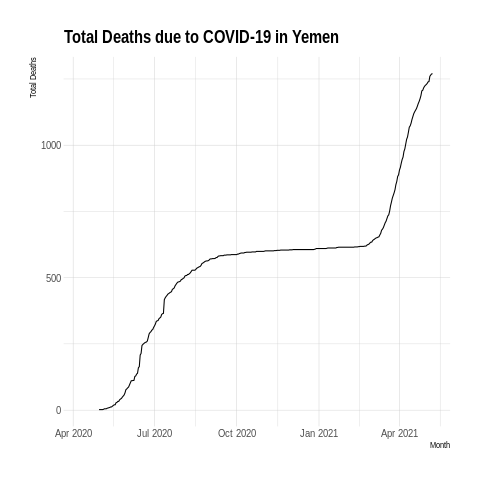 Total Deaths due to COVID-19 in Yemen
Total Deaths
1000
500
0
Apr 2020 Jul 2020 Oct 2020 Jan 2021 Apr 2021
Month